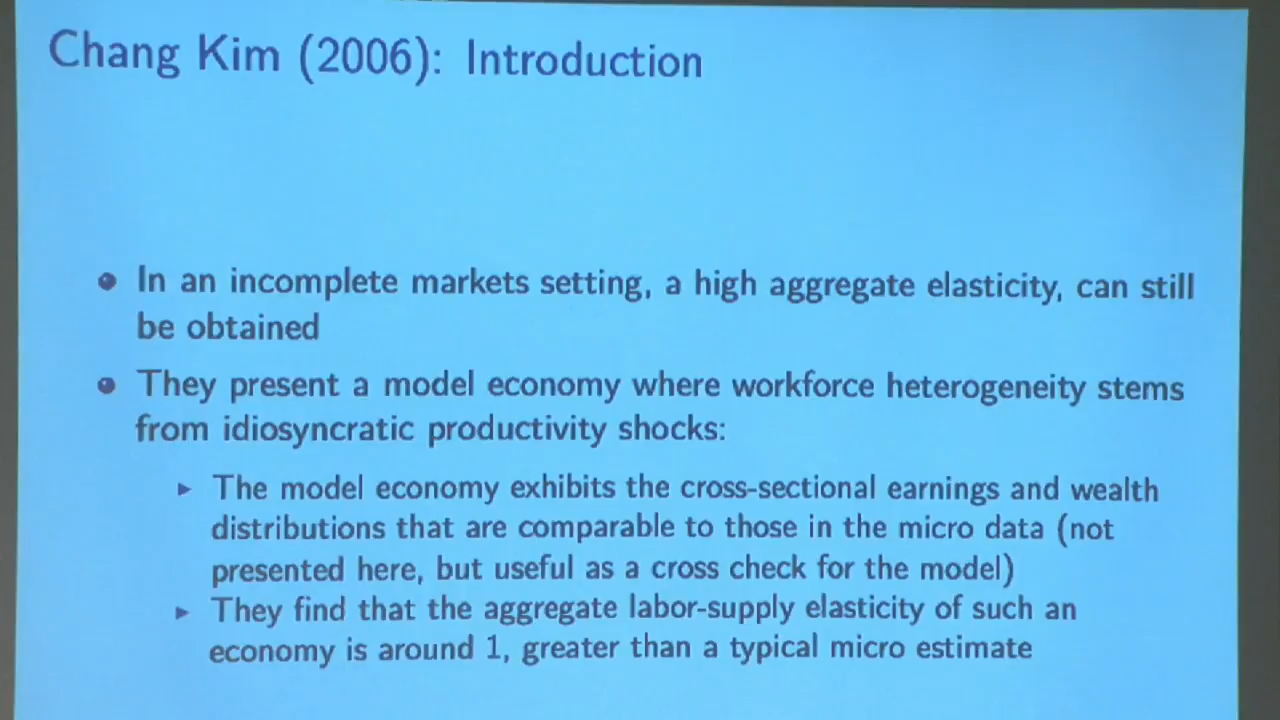 Chang Kim (2006): Introduction
In an incomplete markets setting, a high aggregate elasticity, can still
be obtained
They present a model economy where workforce heterogeneity stems
from idiosyncratic productivity shocks:
The model economy exhibits the cross-sectional earnings and wealth
distributions that are comparable to those in the micro data (not
presented here, but useful as a cross check for the model)
They find that the aggregate labor-supply elasticity of such an
economy is around 1, greater than a typical micro estimate